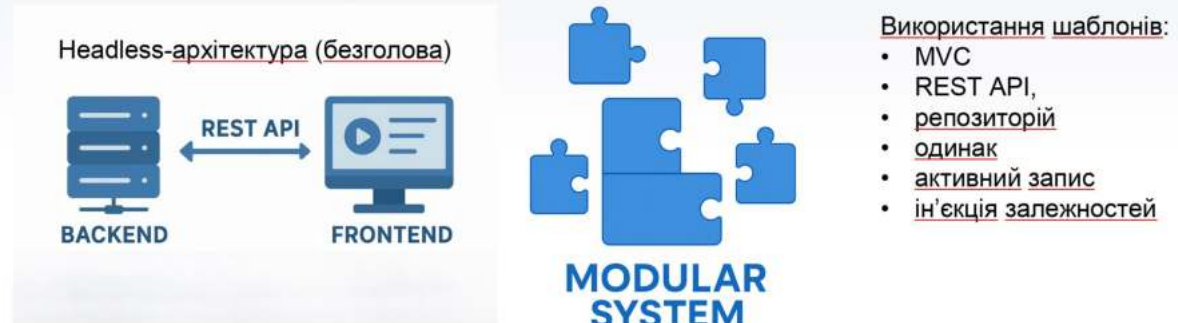 Headless-архітектура (безголова)
REST API
BACKEND
FRONTEND
MODULAR
SYSTEM
Використання шаблонів:
• MVC
• REST API,
• репозиторій
• одинак
• активний запис
• ін’єкція залежностей